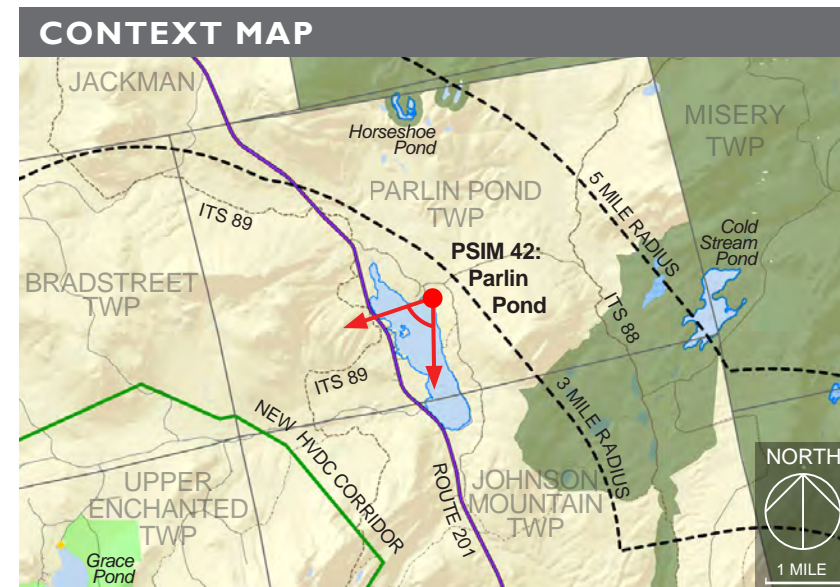 CONTEXT MAP
JACKMAN
Horseshoe
Pond
MISERY
TWP
PARLIN POND
TWP
ITS 89
5 MILE RADIUS
Cold
Stream
Pond
PSIM 42:
Parlin
Pond
BRADSTREET
TWP
ITS 88
ITS 89
3 MILE RADIUS
NEW HVDC CORRIDOR
ROUTE 201
UPPER
ENCHANTED
TWP
JOHNSON
MOUNTAIN
TWP
Grace
Pond
NORTH
1 MILE